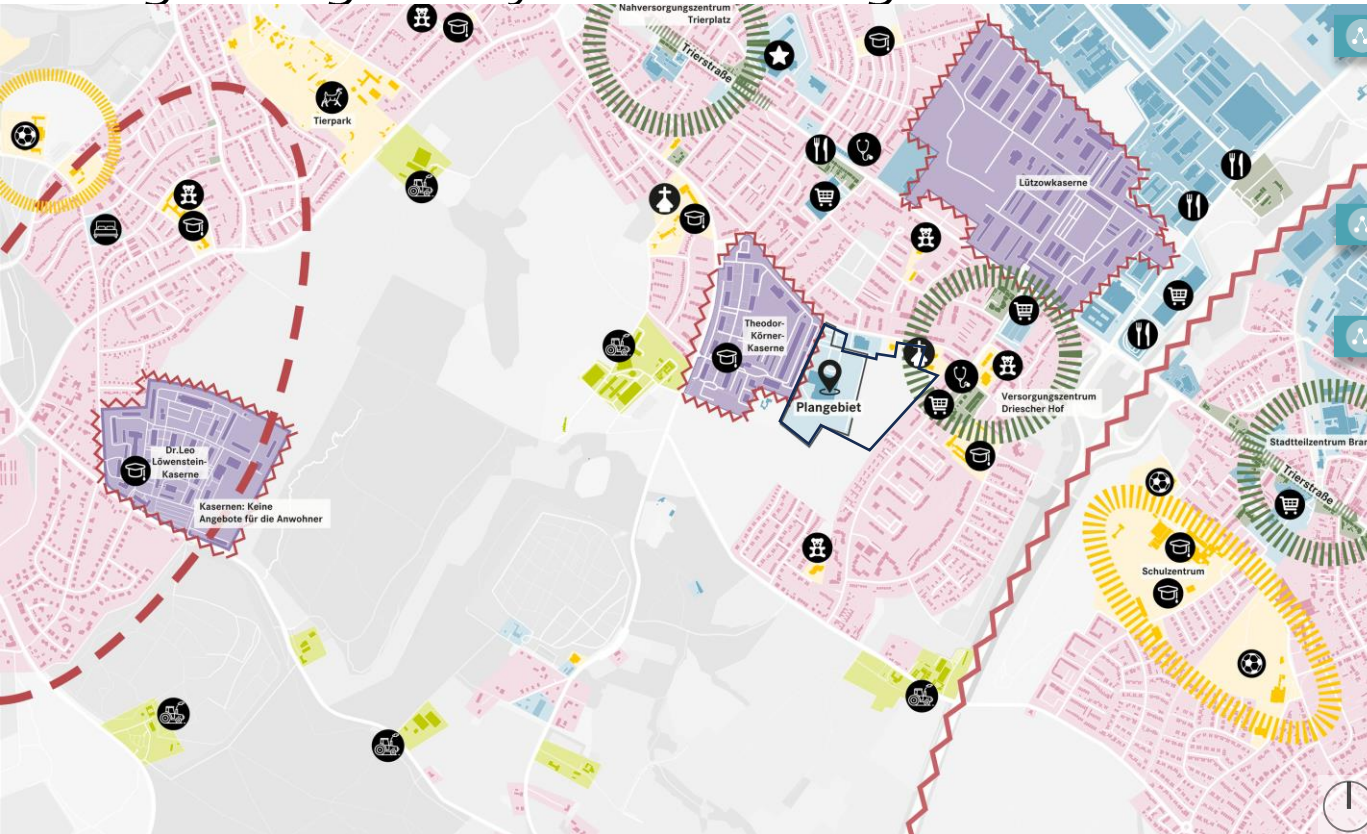 Nahversorgungszentrum
Trierplatz
Trierstraße
Tierpark
Lützowkaserne
Theodor-
Körner-
Kaserne
Plangebiet
Versorgungszentrum
Driescher Hof
Dr.Leo
Löwenstein-
Kaserne
Kasernen: Keine
Angebote für die Anwohner
Stadtteilzentrum Bran
Trierstraße
Schulzentrum